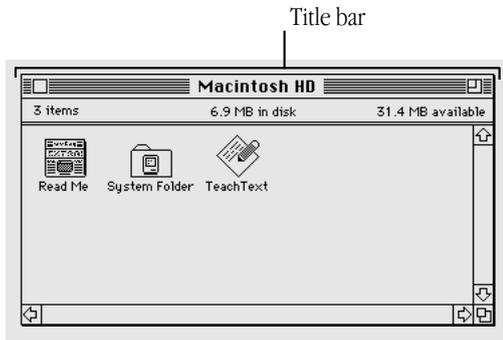 Title bar
Macintosh HD
3 items 6.9 MB in disk 31.4 MB available
EXTRA!
Read Me System Folder TeachText